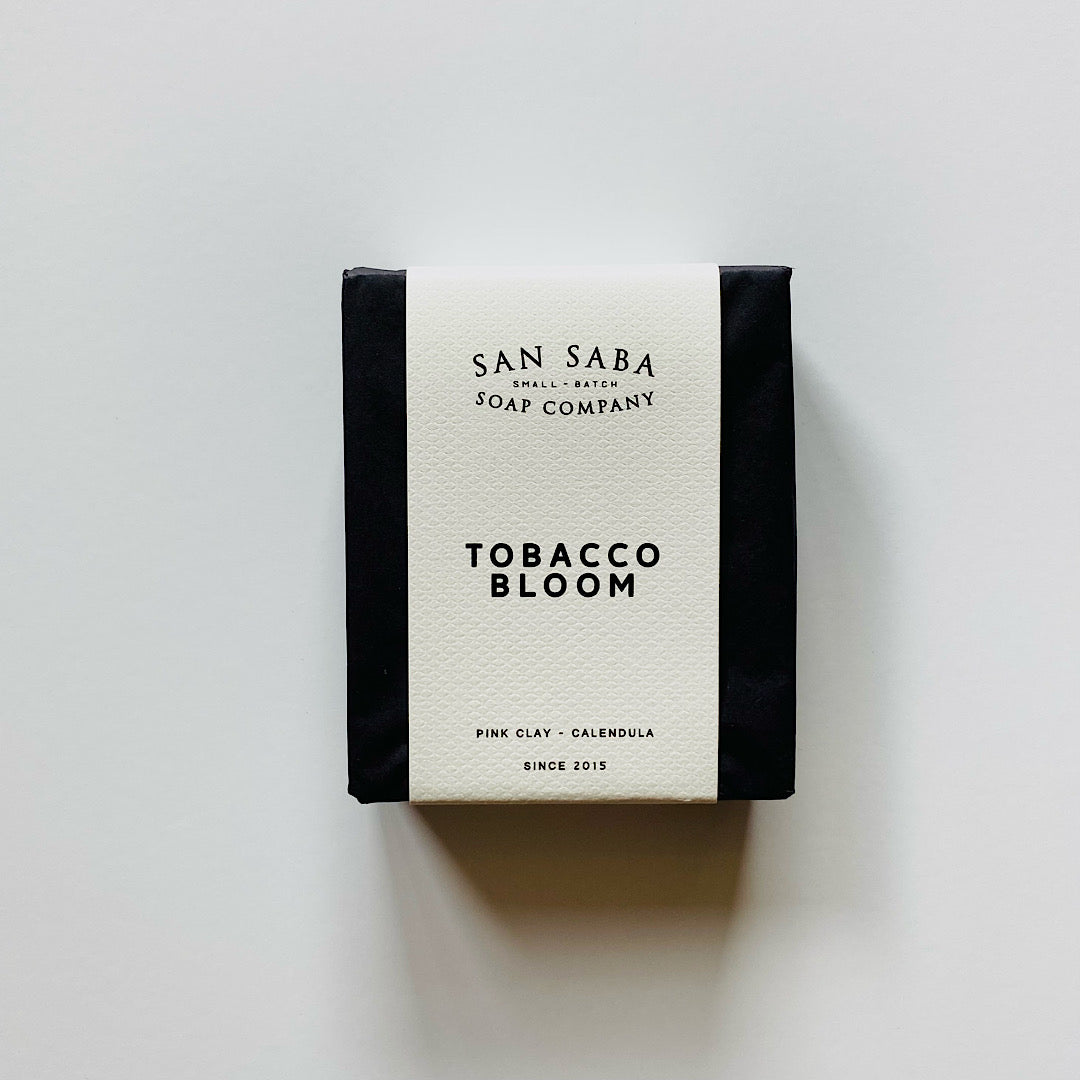 SAN SABA
SMALL - BATCH
SOAP COMPANY
TOBACCO
BLOOM
PINK CLAY - CALENDULA
SINCE 2015